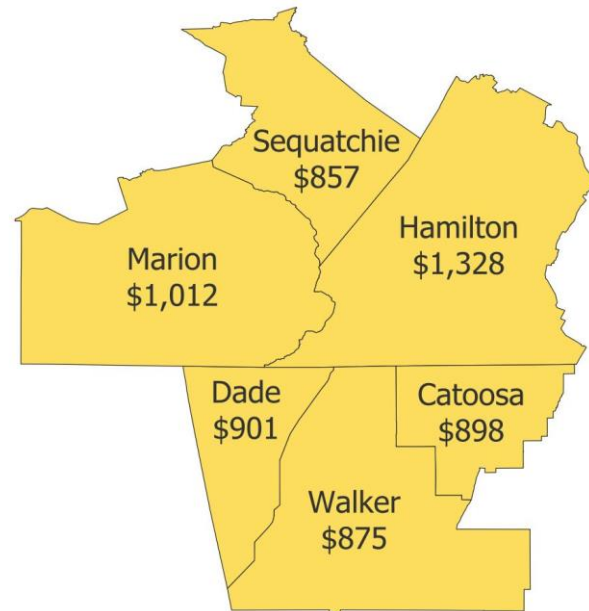 Sequatchie
$857
Hamilton
$1,328
Marion
$1,012
Dade
$901
Catoosa
$898
Walker
$875